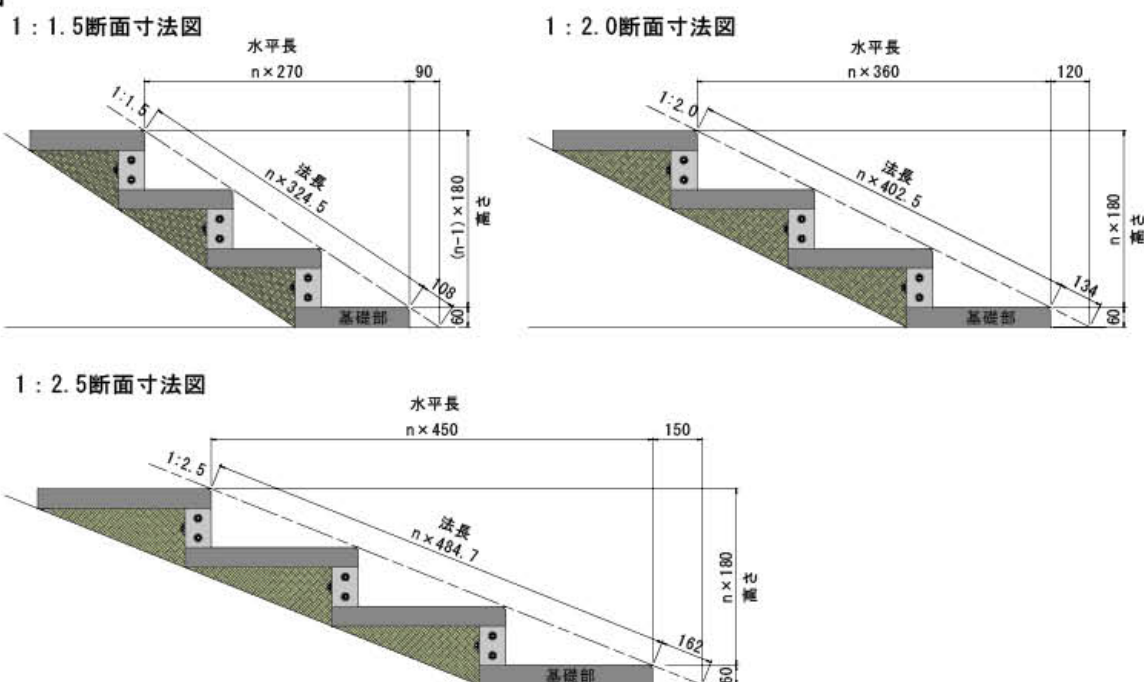 1：1.5断面寸法図
水平長
n×270
90
1:1.5
法長
n×324.5
(n-1)×180
高さ
108
60
基礎部
1：2.0断面寸法図
水平長
n×360
120
1:2.0
法長
n×402.5
n×180
高さ
134
60
基礎部
1：2.5断面寸法図
水平長
n×450
150
1:2.5
法長
n×484.7
n×180
高さ
162
60
基礎部